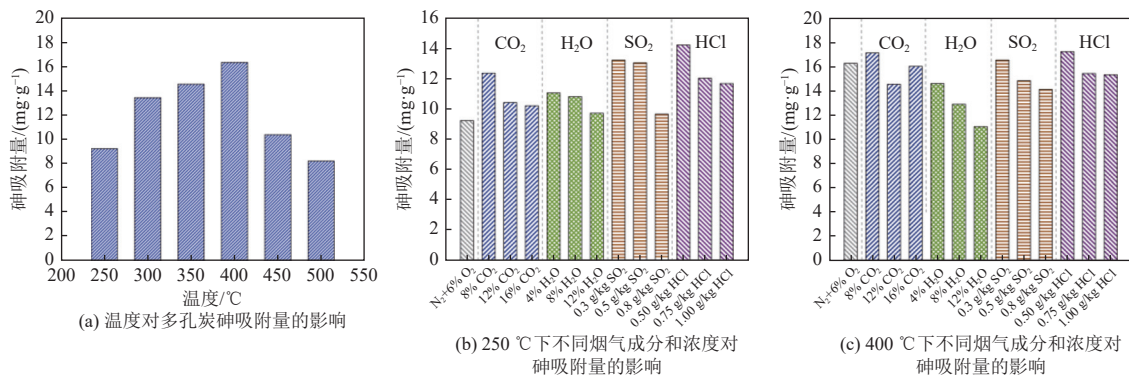 20
18
16
14
12
10
8
6
4
2
0
砷吸附量/(mg·g⁻¹)
200 250 300 350 400 450 500 550
温度/℃
(a) 温度对多孔炭砷吸附量的影响
16
14
12
10
8
6
4
2
0
砷吸附量/(mg·g⁻¹)
CO₂ H₂O SO₂ HCl
N₂+6% O₂
8% CO₂
12% CO₂
16% CO₂
4% H₂O
8% H₂O
12% H₂O
0.3 g/kg SO₂
0.5 g/kg SO₂
0.8 g/kg SO₂
0.50 g/kg HCl
0.75 g/kg HCl
1.00 g/kg HCl
(b) 250 ℃下不同烟气成分和浓度对
砷吸附量的影响
20
18
16
14
12
10
8
6
4
2
0
砷吸附量/(mg·g⁻¹)
CO₂ H₂O SO₂ HCl
N₂+6% O₂
8% CO₂
12% CO₂
16% CO₂
4% H₂O
8% H₂O
12% H₂O
0.3 g/kg SO₂
0.5 g/kg SO₂
0.8 g/kg SO₂
0.50 g/kg HCl
0.75 g/kg HCl
1.00 g/kg HCl
(c) 400 ℃下不同烟气成分和浓度对
砷吸附量的影响